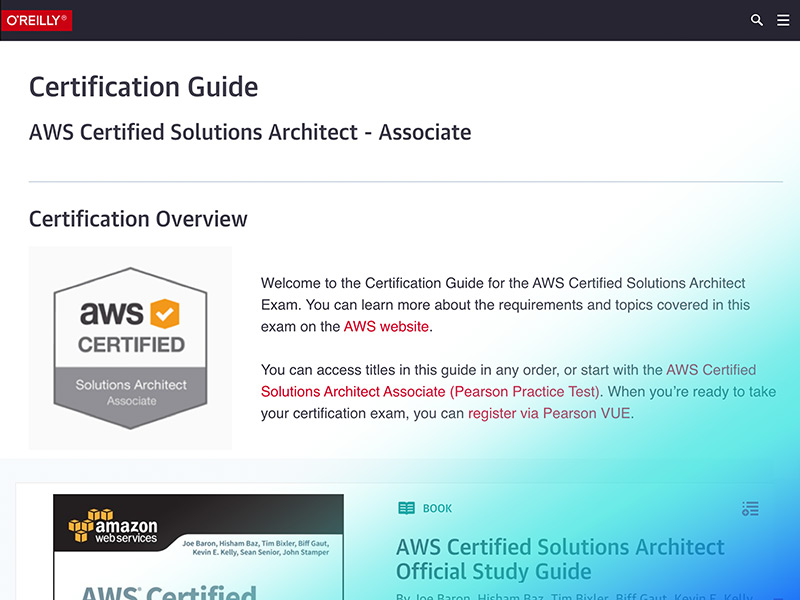 O'REILLY®
Certification Guide
AWS Certified Solutions Architect - Associate
Certification Overview
aws
CERTIFIED
Solutions Architect
Associate
Welcome to the Certification Guide for the AWS Certified Solutions Architect
Exam. You can learn more about the requirements and topics covered in this
exam on the AWS website.
You can access titles in this guide in any order, or start with the AWS Certified
Solutions Architect Associate (Pearson Practice Test). When you're ready to take
your certification exam, you can register via Pearson VUE.
amazon
web services
Joe Baron, Hisham Baz, Tim Bixler, Biff Gaut,
Kevin E. Kelly, Sean Senior, John Stamper
AWS® Certified
BOOK
AWS Certified Solutions Architect
Official Study Guide
By Joe Baron, Hisham Baz, Tim Bixler, Biff Gaut, Kevin E. Kelly,